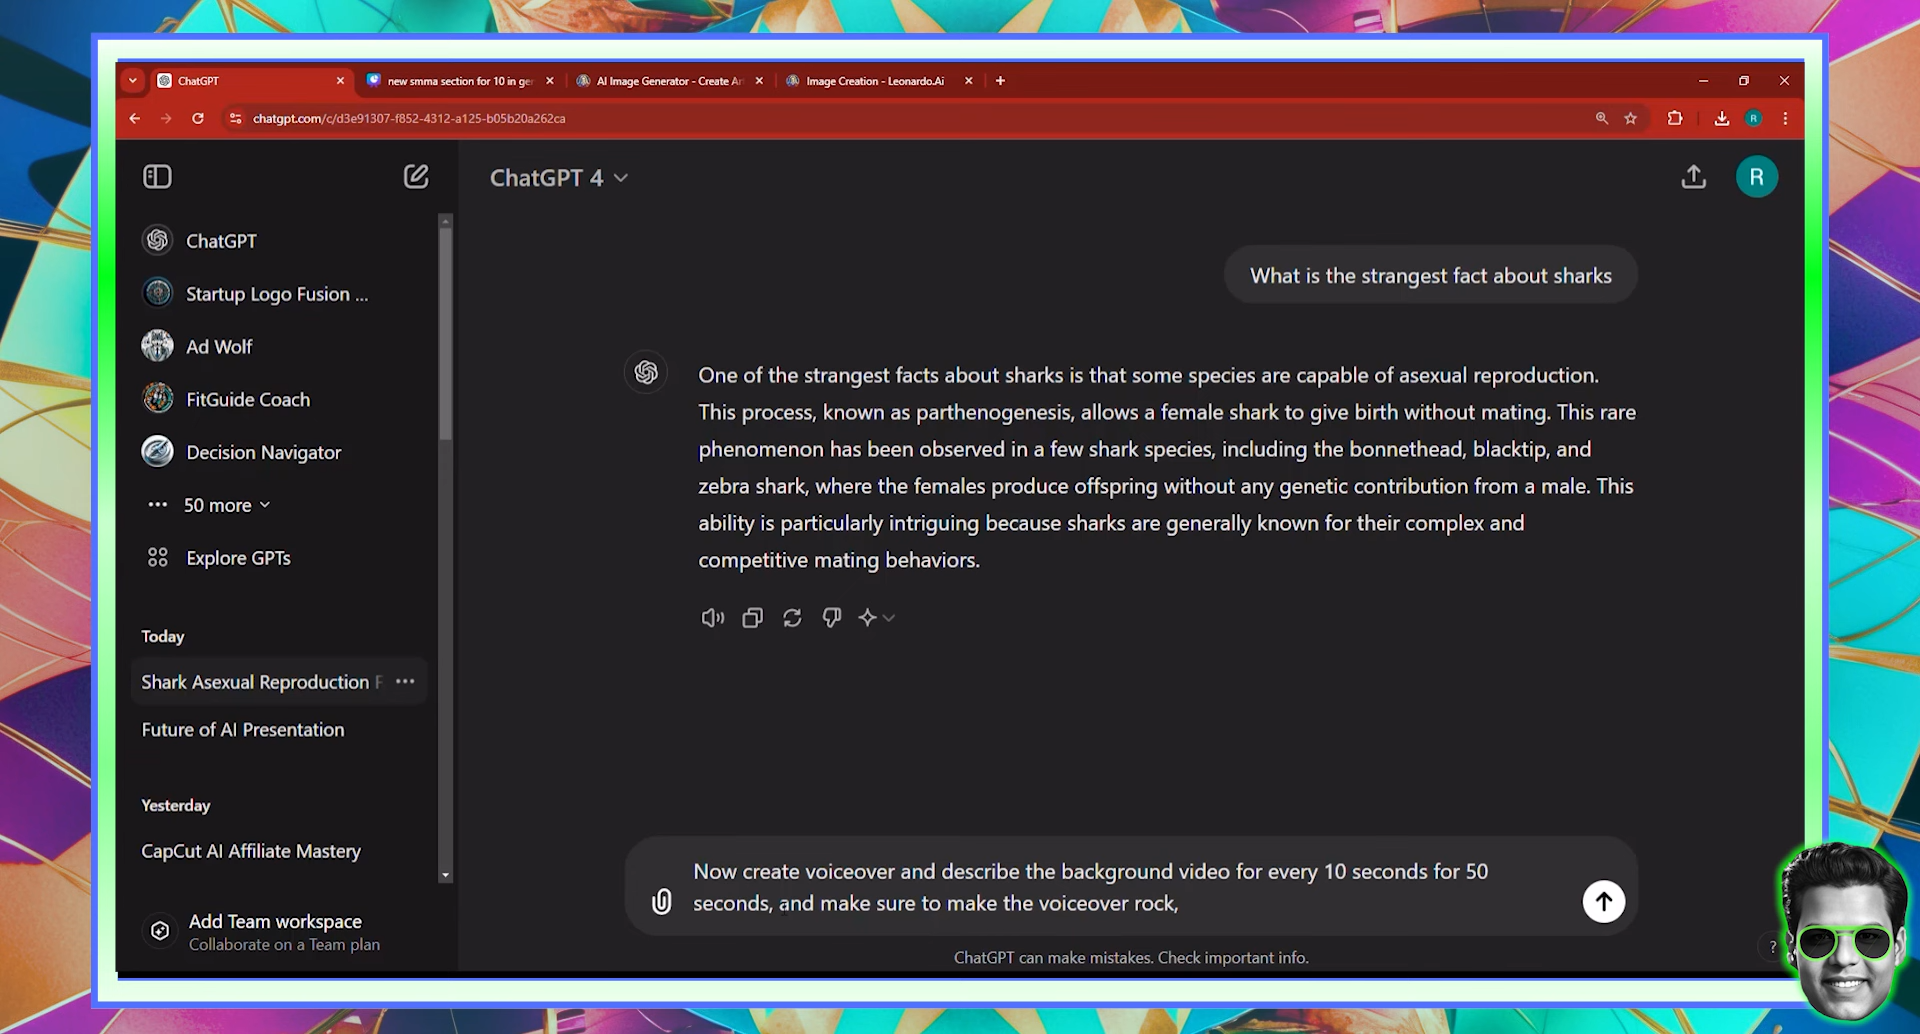 ChatGPT
new smma section for 10 in ge
AI Image Generator - Create Ar
Image Creation - Leonardo.Ai
chatgpt.com/c/d3e91307-f852-4312-a125-b05b20a262ca
R
ChatGPT 4
R
ChatGPT
Startup Logo Fusion ...
Ad Wolf
FitGuide Coach
Decision Navigator
50 more
Explore GPTs
Today
Shark Asexual Reproduction F
Future of AI Presentation
Yesterday
CapCut AI Affiliate Mastery
Add Team workspace
Collaborate on a Team plan
What is the strangest fact about sharks
One of the strangest facts about sharks is that some species are capable of asexual reproduction.
This process, known as parthenogenesis, allows a female shark to give birth without mating. This rare
phenomenon has been observed in a few shark species, including the bonnethead, blacktip, and
zebra shark, where the females produce offspring without any genetic contribution from a male. This
ability is particularly intriguing because sharks are generally known for their complex and
competitive mating behaviors.
Now create voiceover and describe the background video for every 10 seconds for 50
seconds, and make sure to make the voiceover rock,
ChatGPT can make mistakes. Check important info.
?